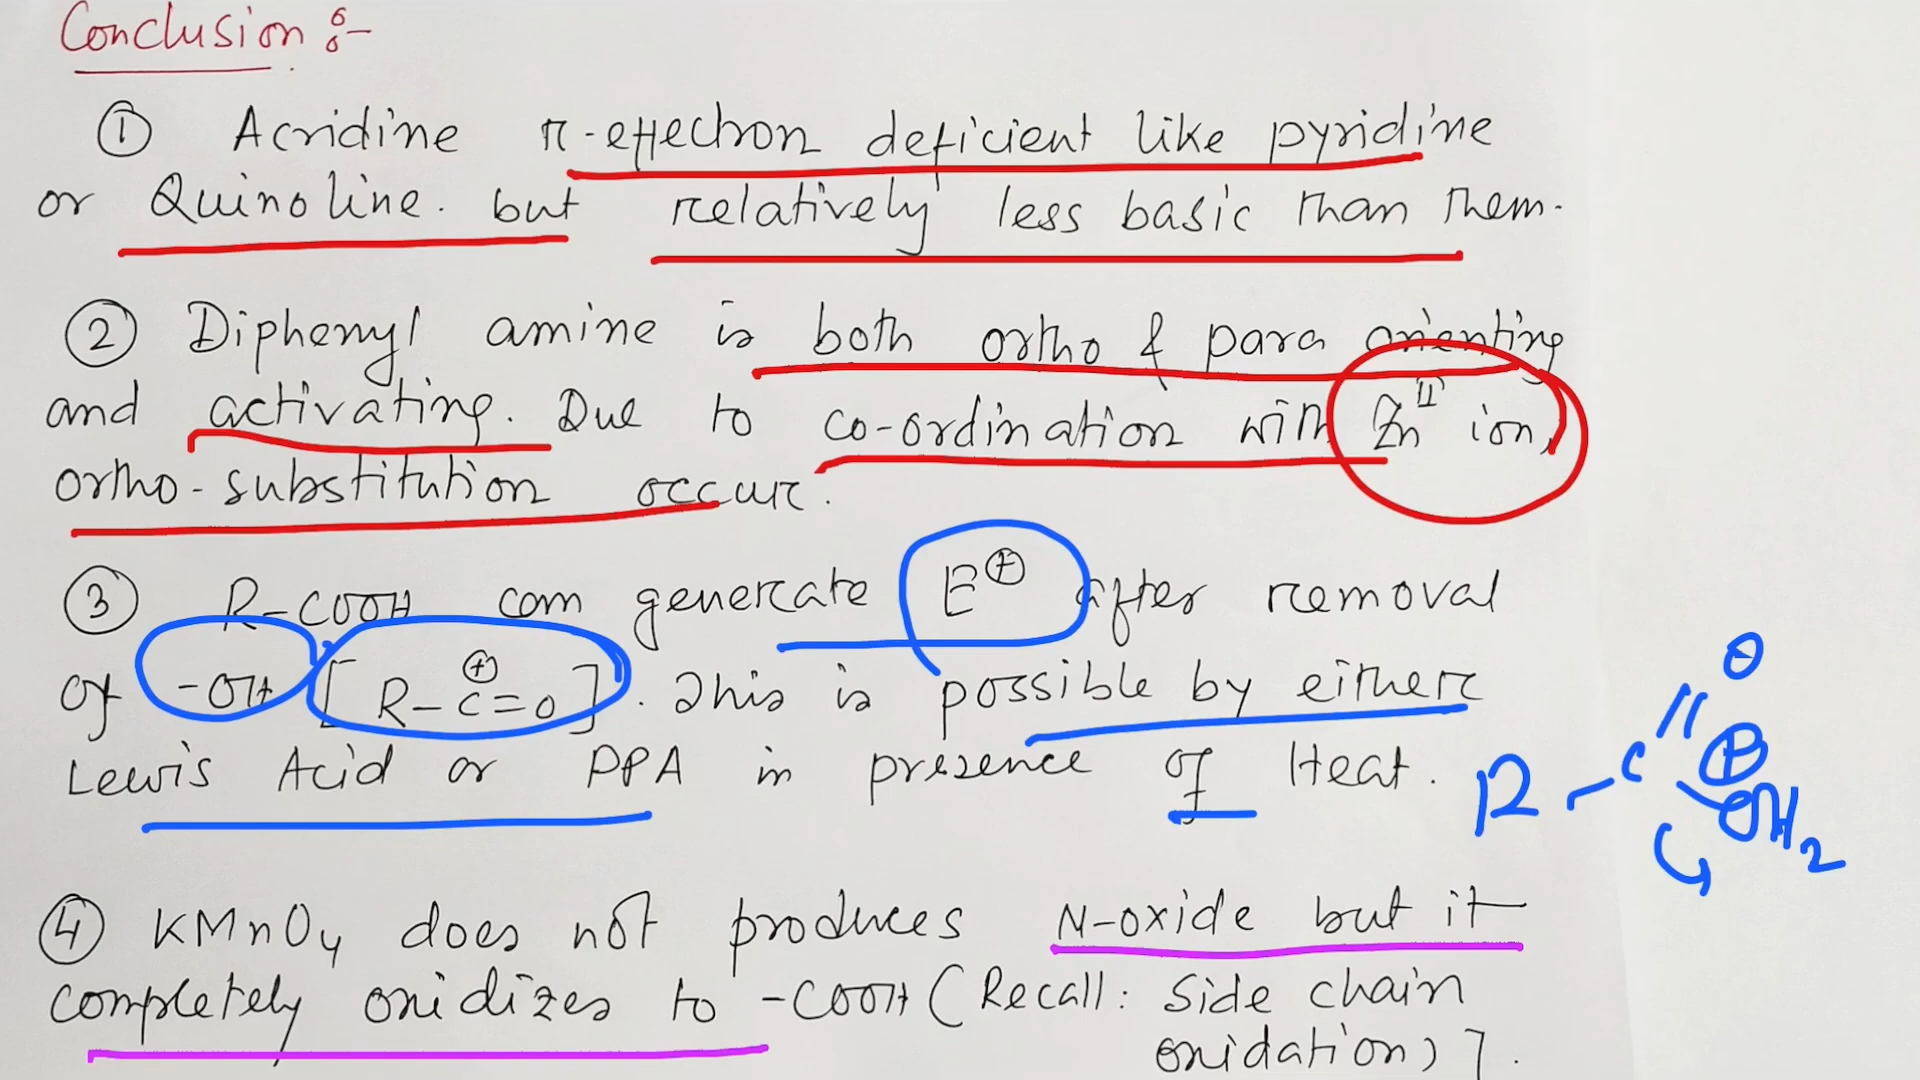 Conclusion :-
① Acridine π-electron deficient like pyridine
or Quinoline. but relatively less basic than them.
② Diphenyl amine is both ortho & para orienting
and activating. Due to co-ordination with Zn^II ion,
ortho-substitution occur.
③ R-COOH can generate E⊕ after removal
of -OH [R-C⊕=O]. This is possible by either
Lewis Acid or PPA in presence of Heat.
R-C=O ⊕OH2
④ KMnO4 does not produces N-oxide but it
completely oxidizes to -COOH (Recall: Side chain
oxidation)].